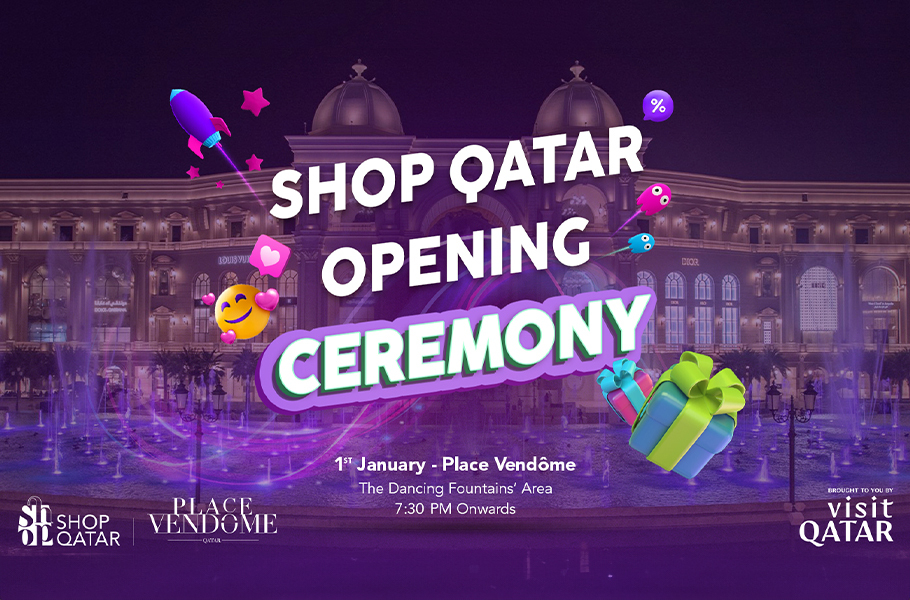 %
SHOP QATAR
OPENING
CEREMONY
DIOR
1ST January - Place Vendôme
The Dancing Fountains' Area
7:30 PM Onwards
SHOP
QATAR
PLACE
VENDÔME
QATAR
BROUGHT TO YOU BY
visit
QATAR